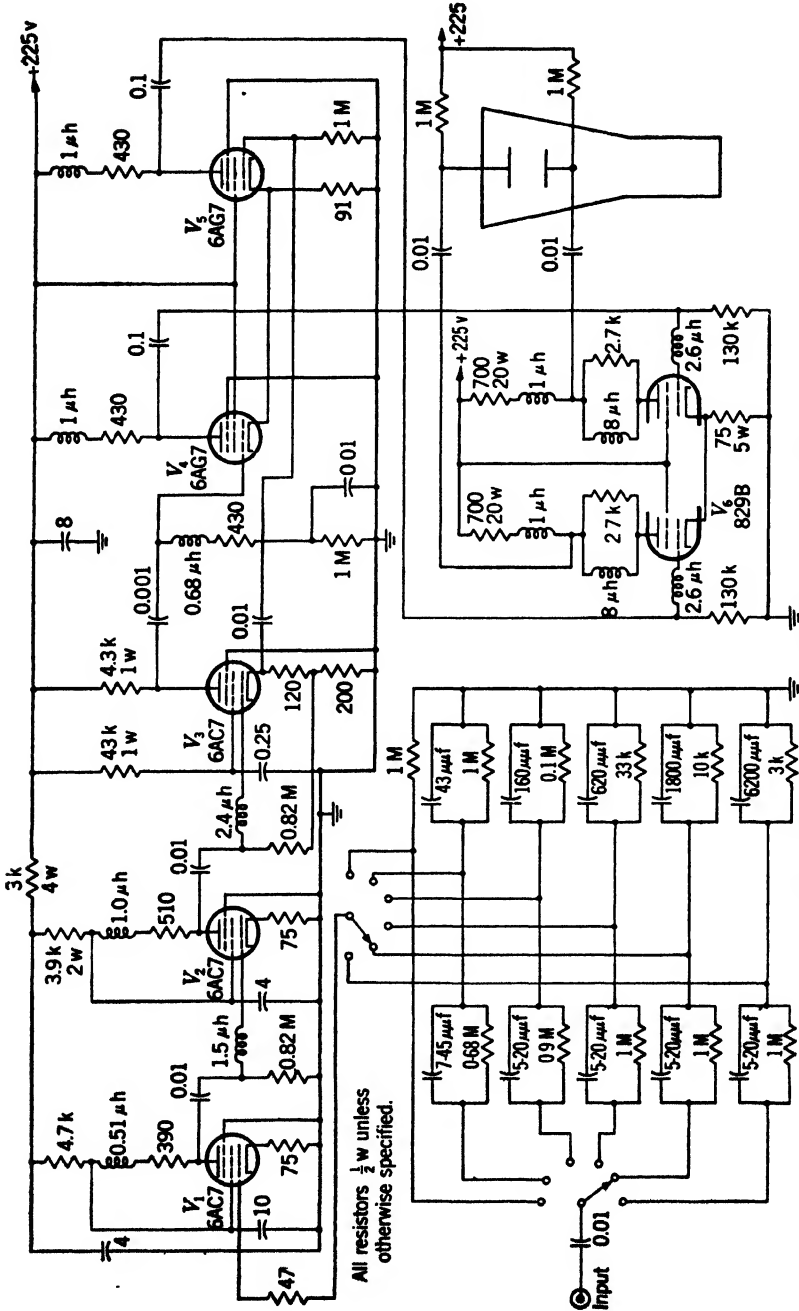 +225v
1μh
430
0.1
V5
6AG7
1 M
91
1μh
430
0.1
V4
6AG7
8
0.001
0.68 μh
430
0 01
1M
0.01
4.3 k
1 w
43 k
1 w
V3
6AC7
120
200
0.25
3 k
4 w
2.4 μh
0.82 M
0.01
3.9 k
2 w
1.0 μh
510
V2
6AC7
75
4
1.5 μh
0.82 M
0.01
4.7 k
0.51 μh
390
V1
6AC7
75
10
4
47
All resistors ½ w unless
otherwise specified.
+225
1 M
1 M
0.01
0.01
+225 v
700
20 w
1 μh
2.7 k
8 μh
2.6 μh
130 k
75
5 w
V6
829B
700
20 w
1 μh
2 7 k
8 μh
2.6 μh
130 k
1 M
43 μμf
1 M
160 μμf
0.1 M
620 μμf
33 k
1800 μμf
10 k
6200 μμf
3 k
7-45 μμf
0·68 M
5-20 μμf
0 9 M
5-20 μμf
1 M
5-20 μμf
1 M
5-20 μμf
1 M
0.01
Input